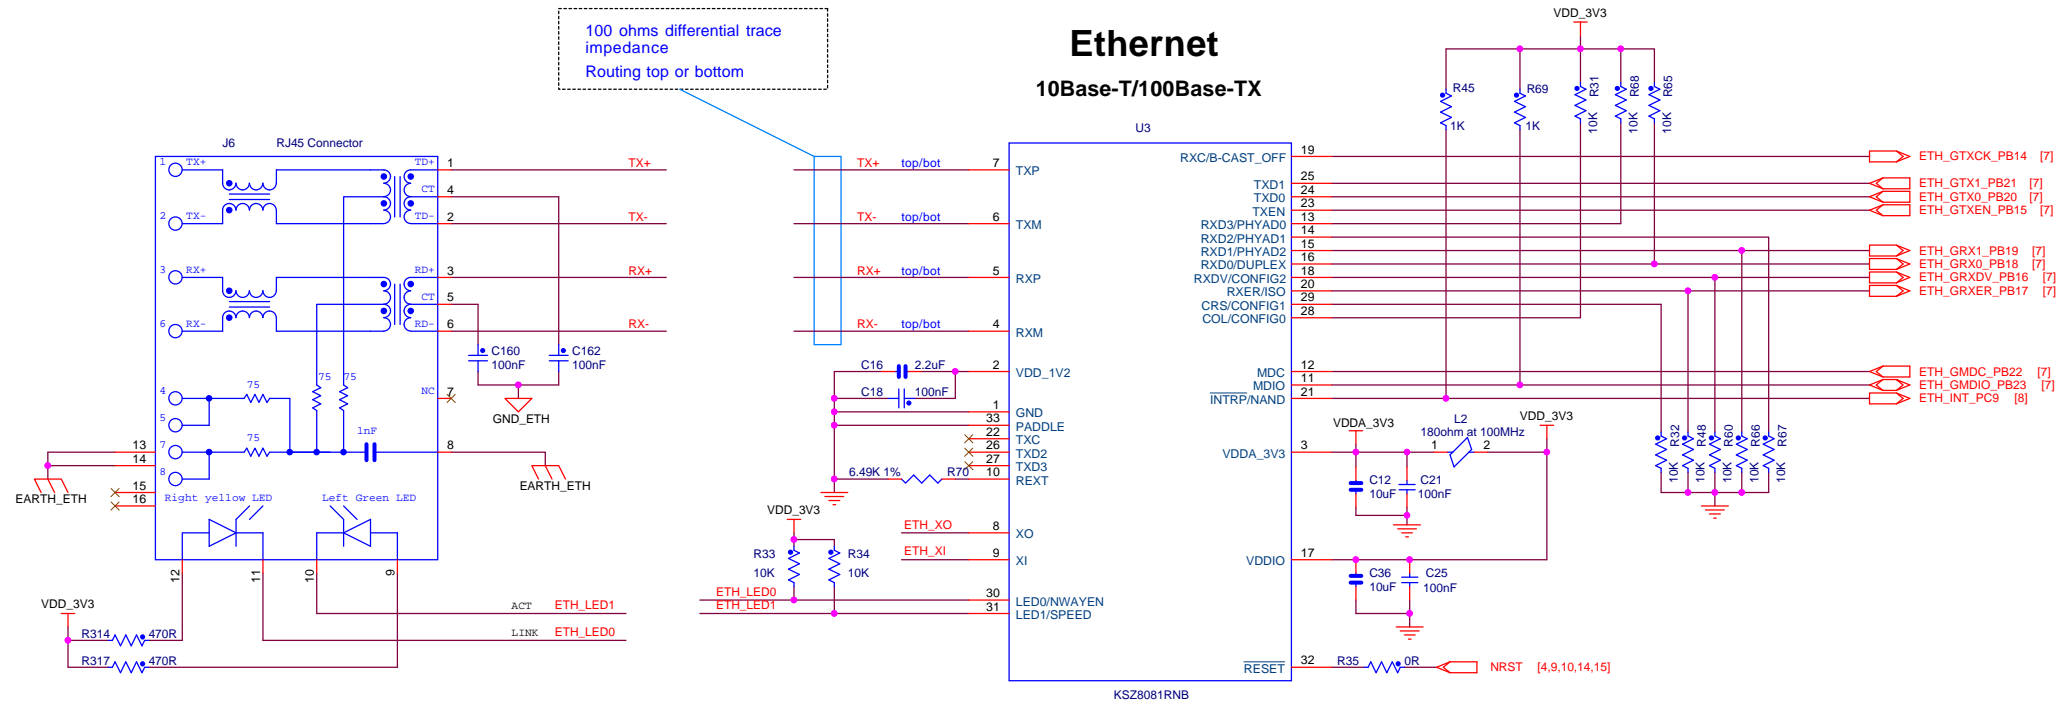 100 ohms differential trace
impedance
Routing top or bottom
Ethernet
10Base-T/100Base-TX
VDD_3V3
R45
1K
R69
1K
R31
10K
R68
10K
R65
10K
J6
RJ45 Connector
1
TX+
TD+
1
CT
4
2
TX-
TD-
2
3
RX+
RD+
3
CT
5
6
RX-
RD-
6
4
75
75
75
NC
7
5
7
75
1nF
8
8
13
14
EARTH_ETH
15
16
Right yellow LED
Left Green LED
EARTH_ETH
12
11
10
9
VDD_3V3
R314
470R
R317
470R
ACT
ETH_LED1
LINK
ETH_LED0
TX+
TX-
RX+
RX-
C160
100nF
C162
100nF
GND_ETH
TX+
top/bot
TX-
top/bot
RX+
top/bot
RX-
top/bot
C16
2.2uF
C18
100nF
6.49K 1%
R70
VDD_3V3
ETH_XO
ETH_XI
R33
10K
R34
10K
ETH_LED0
ETH_LED1
U3
7
TXP
6
TXM
5
RXP
4
RXM
2
VDD_1V2
1
GND
33
PADDLE
22
TXC
26
TXD2
27
TXD3
10
REXT
8
XO
9
XI
30
LED0/NWAYEN
31
LED1/SPEED
KSZ8081RNB
RXC/B-CAST_OFF
19
ETH_GTXCK_PB14 [7]
TXD1
25
ETH_GTX1_PB21 [7]
TXD0
24
ETH_GTX0_PB20 [7]
TXEN
23
ETH_GTXEN_PB15 [7]
RXD3/PHYAD0
13
RXD2/PHYAD1
14
RXD1/PHYAD2
15
ETH_GRX1_PB19 [7]
RXD0/DUPLEX
16
ETH_GRX0_PB18 [7]
RXDV/CONFIG2
18
ETH_GRXDV_PB16 [7]
RXER/ISO
20
ETH_GRXER_PB17 [7]
CRS/CONFIG1
29
COL/CONFIG0
28
MDC
12
ETH_GMDC_PB22 [7]
MDIO
11
ETH_GMDIO_PB23 [7]
INTRP/NAND
21
ETH_INT_PC9 [8]
VDDA_3V3
L2
180ohm at 100MHz
VDD_3V3
VDDA_3V3
3
1
2
C12
10uF
C21
100nF
R32
10K
R48
10K
R60
10K
R66
10K
R67
10K
VDDIO
17
C36
10uF
C25
100nF
RESET
32
R35
0R
NRST [4,9,10,14,15]